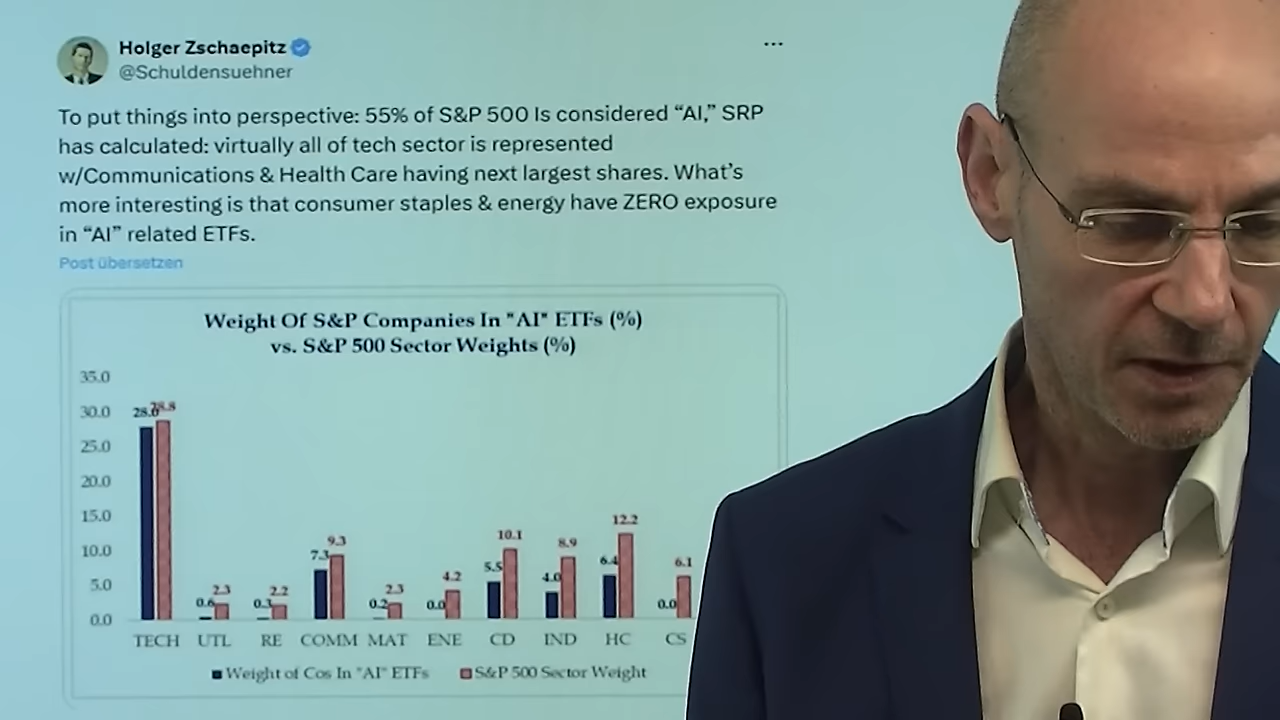 Holger Zschaepitz
@Schuldensuehner
...
To put things into perspective: 55% of S&P 500 Is considered “AI,” SRP
has calculated: virtually all of tech sector is represented
w/Communications & Health Care having next largest shares. What’s
more interesting is that consumer staples & energy have ZERO exposure
in “AI” related ETFs.
Post übersetzen
Weight Of S&P Companies In "AI" ETFs (%)
vs. S&P 500 Sector Weights (%)
35.0
30.0
25.0
20.0
15.0
10.0
5.0
0.0
28.0 28.8
0.6 2.3
0.3 2.2
7.3 9.3
0.2 2.3
0.0 4.2
5.5 10.1
4.0 8.9
6.4 12.2
0.0 6.1
TECH UTL RE COMM MAT ENE CD IND HC CS
Weight of Cos In "AI" ETFs S&P 500 Sector Weight